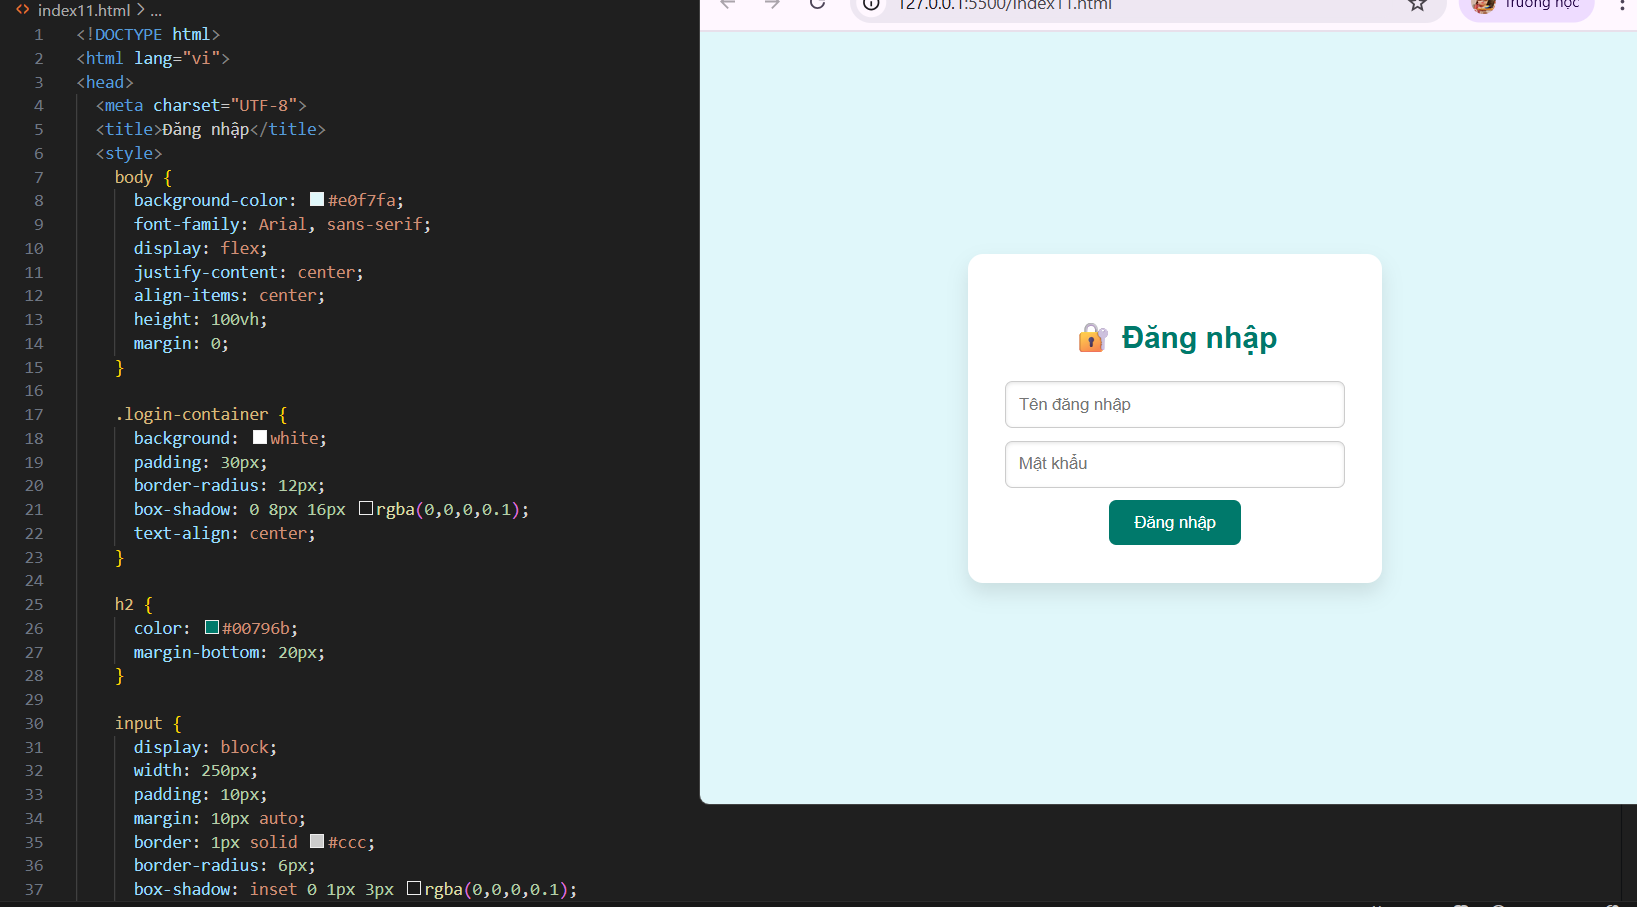 index11.html > ...
1 <!DOCTYPE html>
2 <html lang="vi">
3 <head>
4 <meta charset="UTF-8">
5 <title>Đăng nhập</title>
6 <style>
7 body {
8 background-color: #e0f7fa;
9 font-family: Arial, sans-serif;
10 display: flex;
11 justify-content: center;
12 align-items: center;
13 height: 100vh;
14 margin: 0;
15 }
16
17 .login-container {
18 background: white;
19 padding: 30px;
20 border-radius: 12px;
21 box-shadow: 0 8px 16px rgba(0,0,0,0.1);
22 text-align: center;
23 }
24
25 h2 {
26 color: #00796b;
27 margin-bottom: 20px;
28 }
29
30 input {
31 display: block;
32 width: 250px;
33 padding: 10px;
34 margin: 10px auto;
35 border: 1px solid #ccc;
36 border-radius: 6px;
37 box-shadow: inset 0 1px 3px rgba(0,0,0,0.1);
127.0.0.1:5500/index11.html
Trường học
🔐 Đăng nhập
Tên đăng nhập
Mật khẩu
Đăng nhập